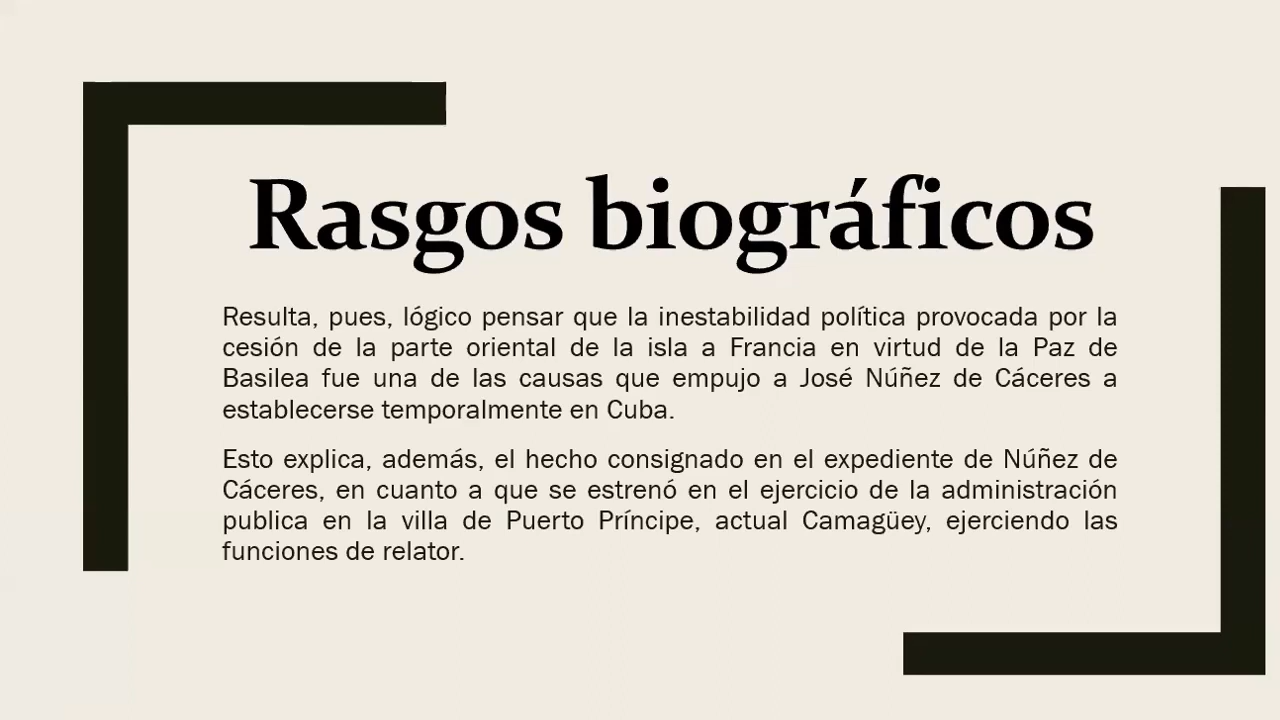 Rasgos biográficos
Resulta, pues, lógico pensar que la inestabilidad política provocada por la
cesión de la parte oriental de la isla a Francia en virtud de la Paz de
Basilea fue una de las causas que empujo a José Núñez de Cáceres a
establecerse temporalmente en Cuba.
Esto explica, además, el hecho consignado en el expediente de Núñez de
Cáceres, en cuanto a que se estrenó en el ejercicio de la administración
publica en la villa de Puerto Príncipe, actual Camagüey, ejerciendo las
funciones de relator.